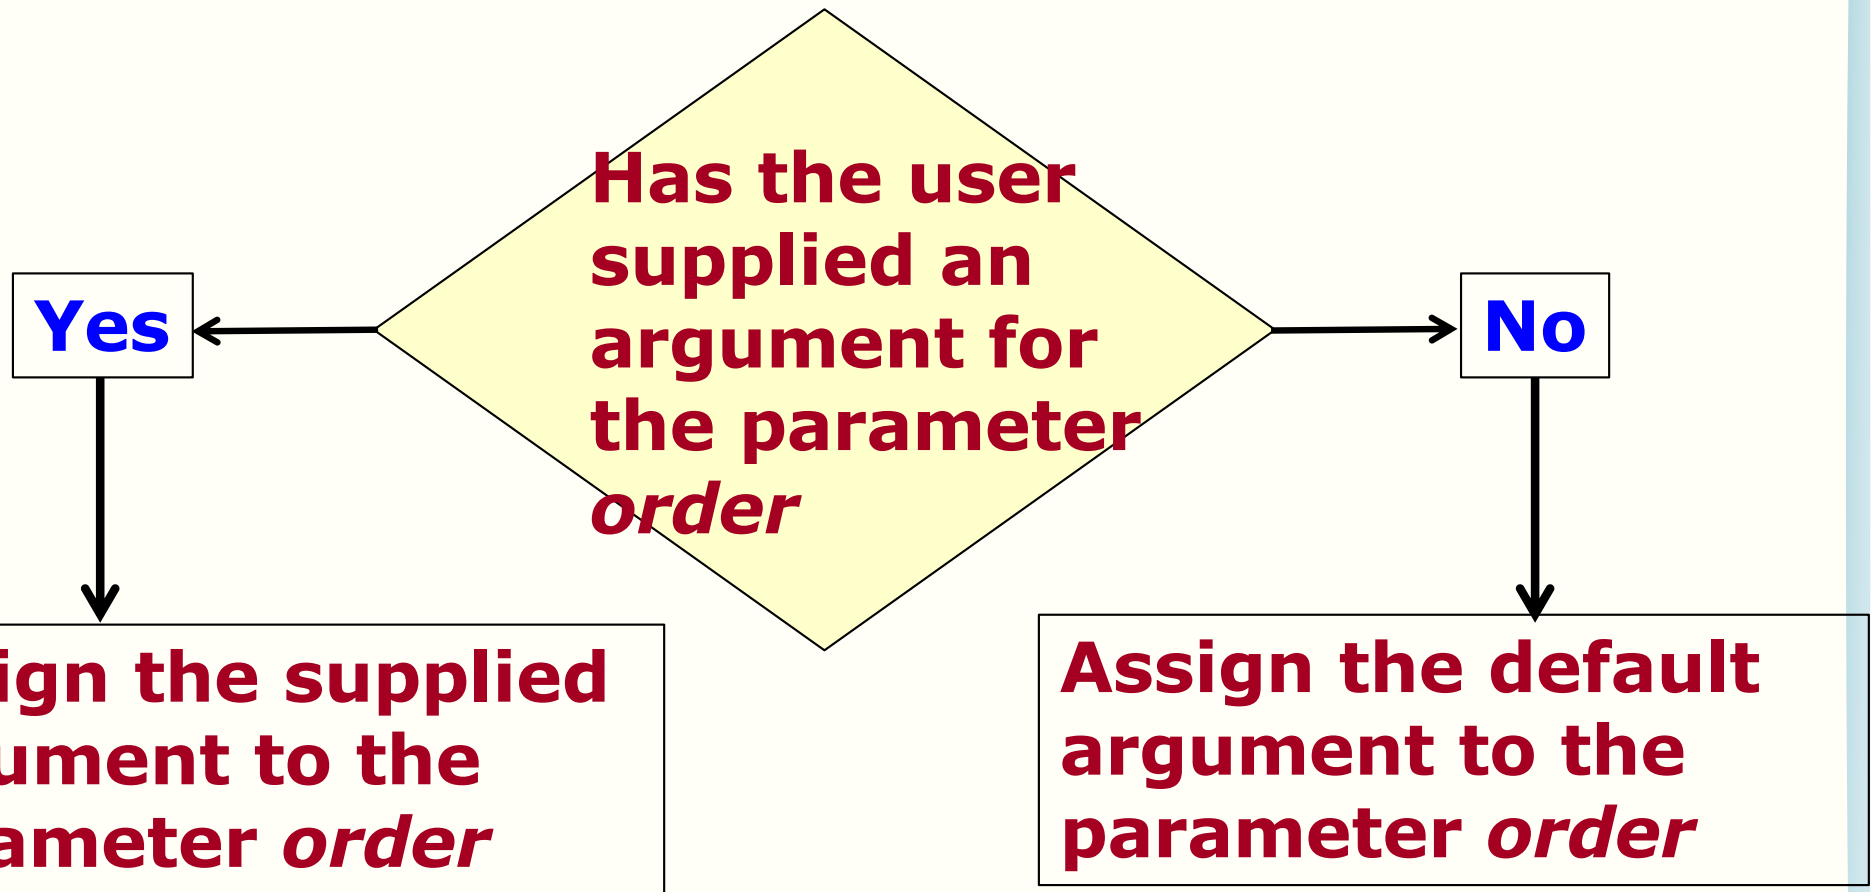 Has the user
supplied an
argument for
the parameter
order
Yes
No
ign the supplied
ument to the
ameter order
Assign the default
argument to the
parameter order